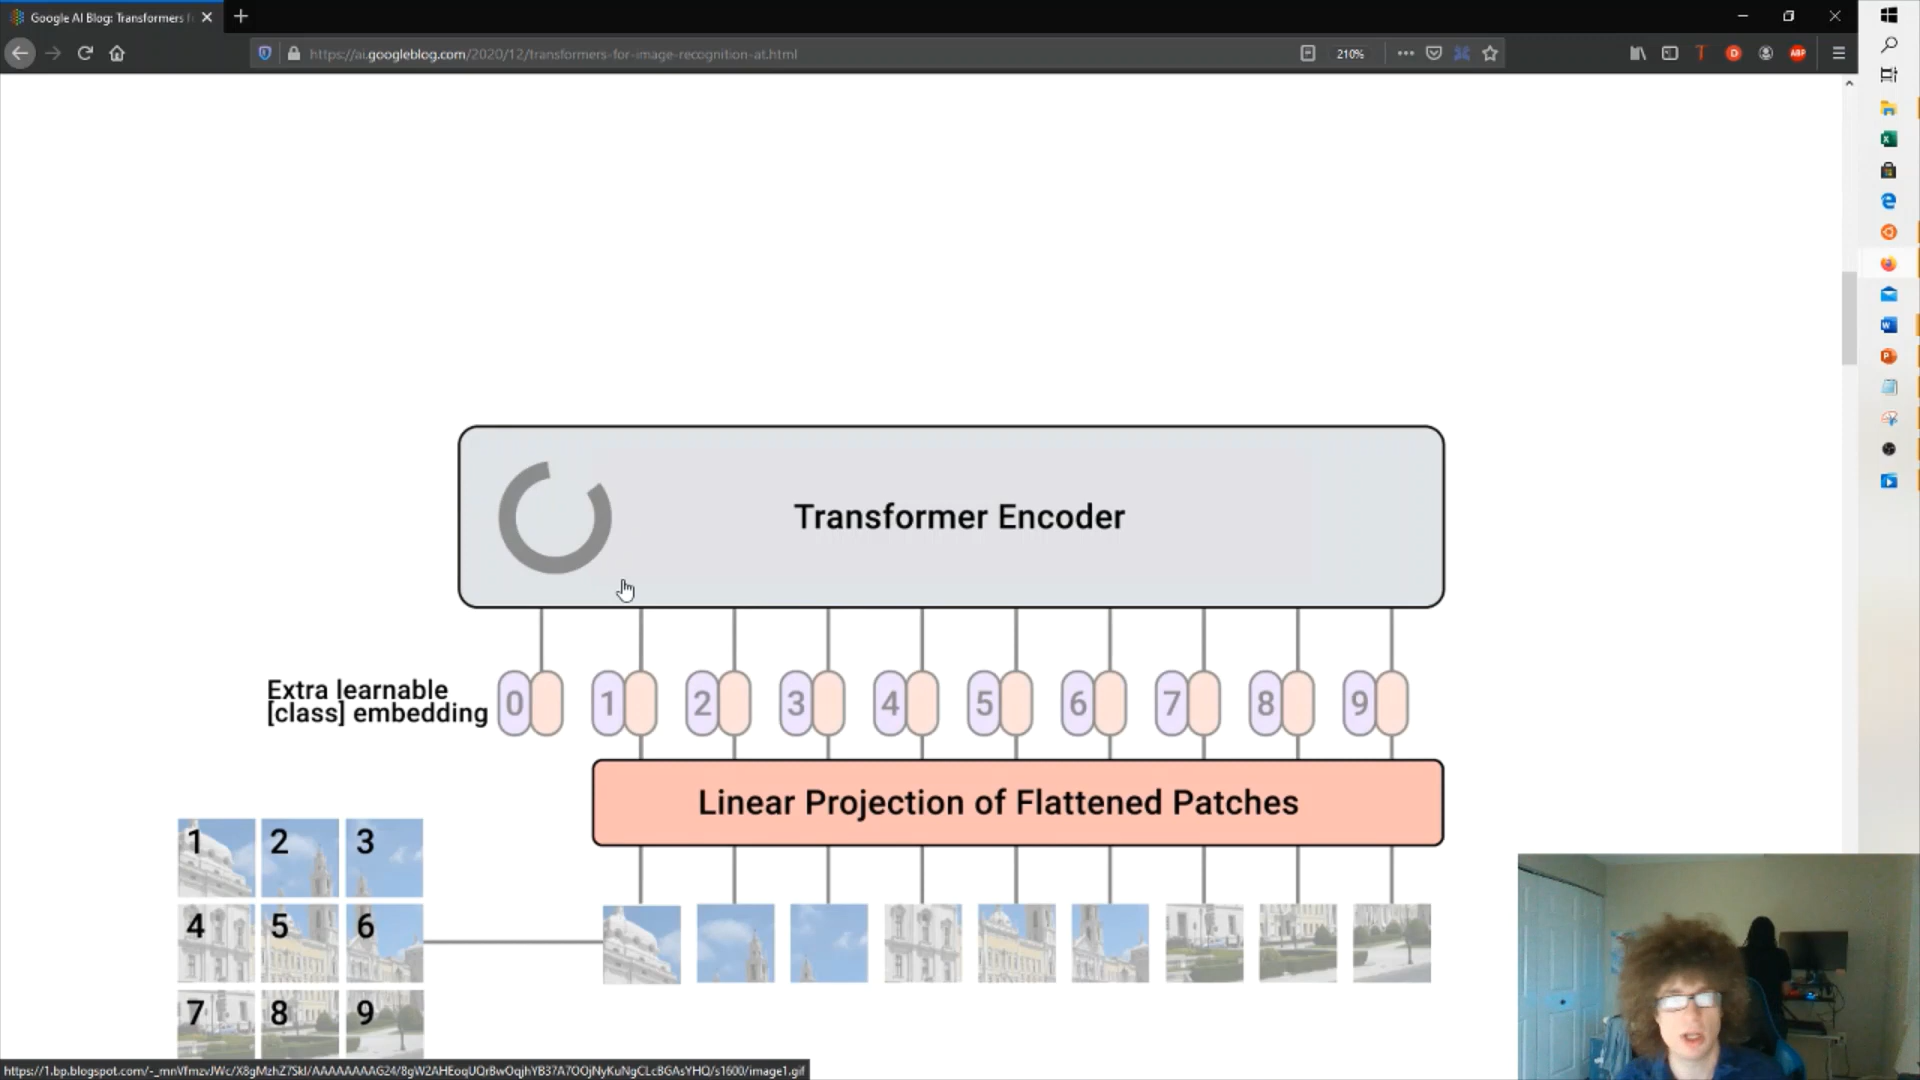 Google AI Blog: Transformers f
https://ai.googleblog.com/2020/12/transformers-for-image-recognition-at.html
210%
ABP
Transformer Encoder
Extra learnable
[class] embedding
0 1 2 3 4 5 6 7 8 9
Linear Projection of Flattened Patches
1 2 3
4 5 6
7 8 9